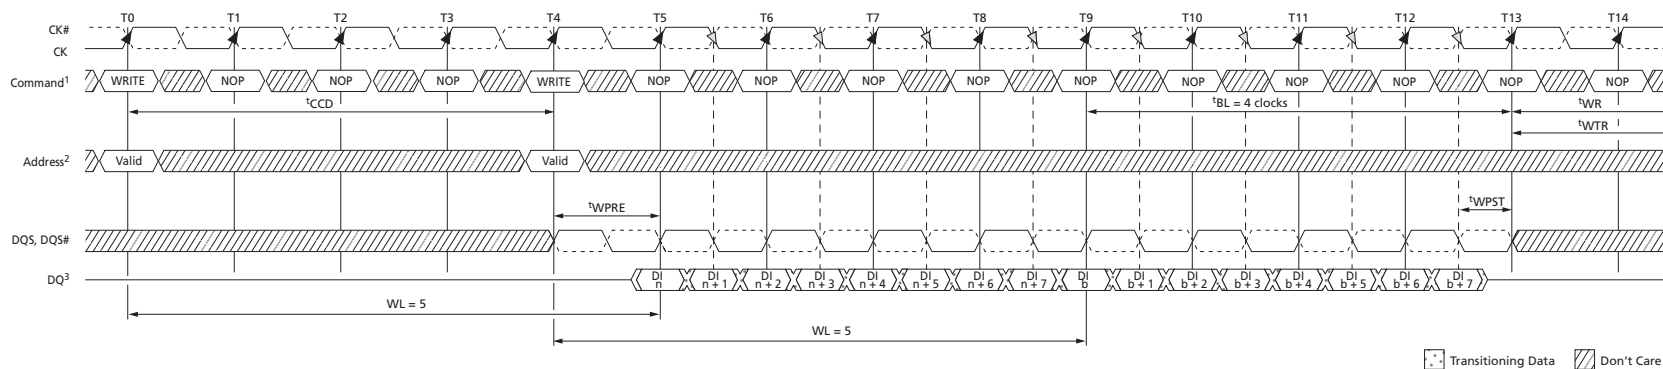 T0 T1 T2 T3 T4 T5 T6 T7 T8 T9 T10 T11 T12 T13 T14
CK#
CK
Command1 WRITE NOP NOP NOP WRITE NOP NOP NOP NOP NOP NOP NOP NOP NOP NOP
tCCD tBL = 4 clocks tWR
tWTR
Address2 Valid Valid
tWPRE tWPST
DQS, DQS#
DQ3 DI n DI n + 1 DI n + 2 DI n + 3 DI n + 4 DI n + 5 DI n + 6 DI n + 7 DI b DI b + 1 DI b + 2 DI b + 3 DI b + 4 DI b + 5 DI b + 6 DI b + 7
WL = 5
WL = 5
Transitioning Data Don't Care